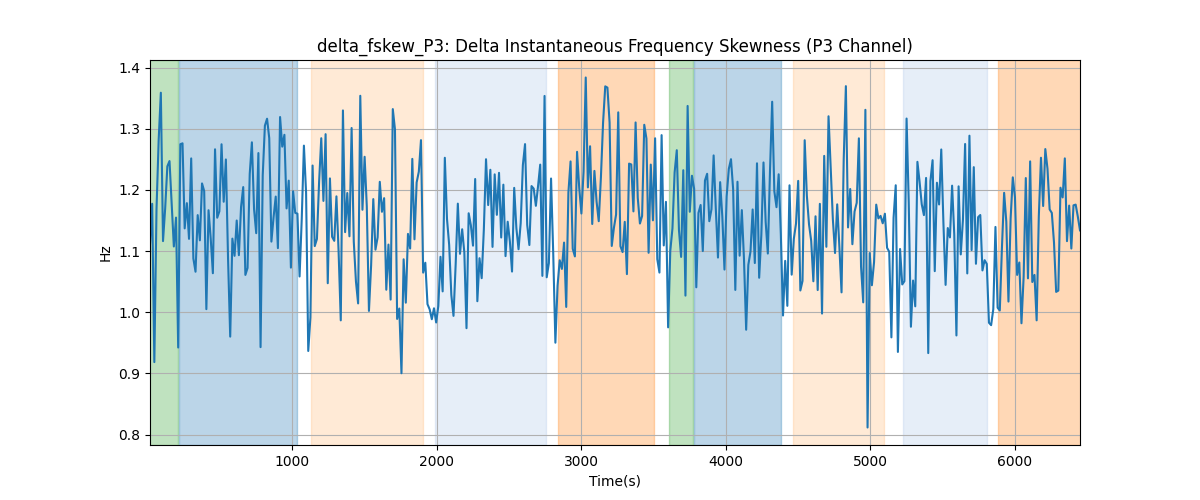 delta_fskew_P3: Delta Instantaneous Frequency Skewness (P3 Channel)
1.4
1.3
1.2
1.1
1.0
0.9
0.8
Hz
1000 2000 3000 4000 5000 6000
Time(s)